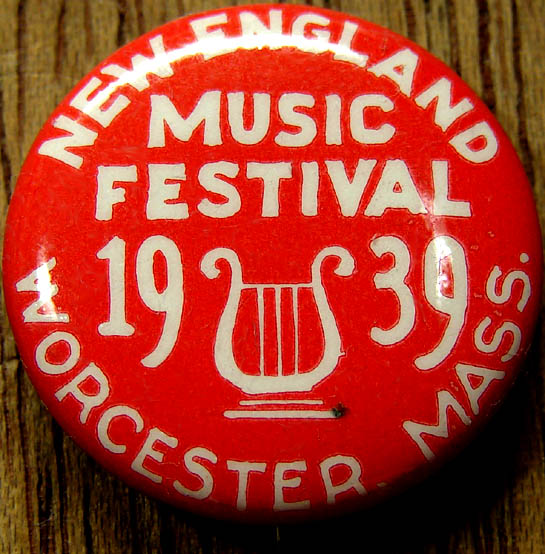 NEW ENGLAND
MUSIC
FESTIVAL
1939
WORCESTER, MASS.